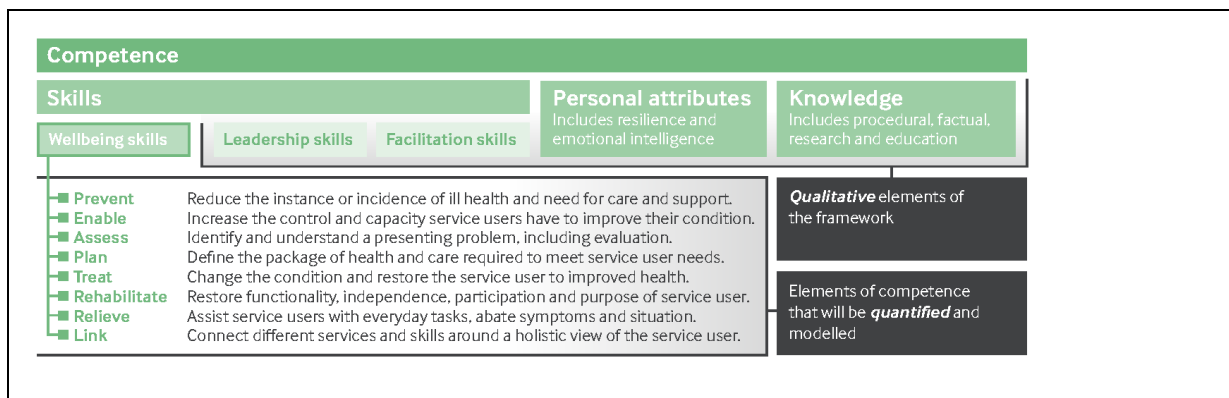 Competence
Skills
Personal attributes
Includes resilience and
emotional intelligence
Knowledge
Includes procedural, factual,
research and education
Wellbeing skills
Leadership skills
Facilitation skills
Prevent Reduce the instance or incidence of ill health and need for care and support.
Enable Increase the control and capacity service users have to improve their condition.
Assess Identify and understand a presenting problem, including evaluation.
Plan Define the package of health and care required to meet service user needs.
Treat Change the condition and restore the service user to improved health.
Rehabilitate Restore functionality, independence, participation and purpose of service user.
Relieve Assist service users with everyday tasks, abate symptoms and situation.
Link Connect different services and skills around a holistic view of the service user.
Qualitative elements of
the framework
Elements of competence
that will be quantified and
modelled